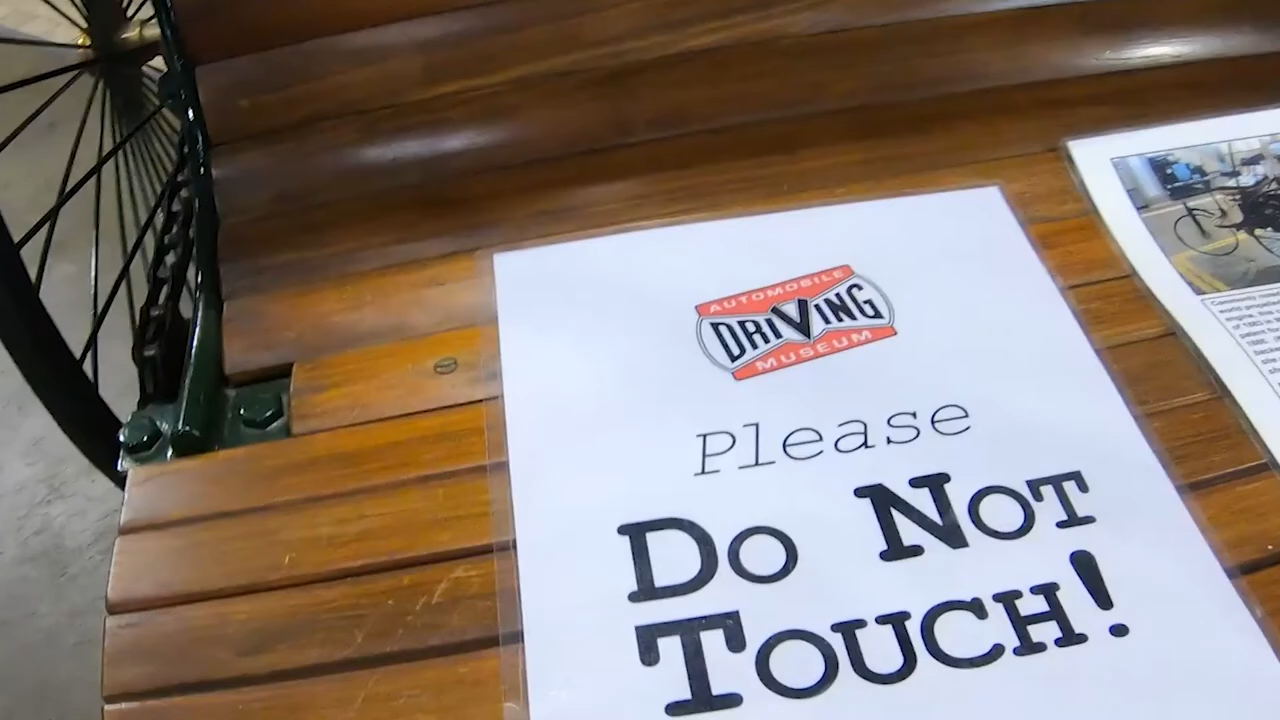 AUTOMOBILE
DRIVING
MUSEUM
Please
DO NOT
TOUCH!